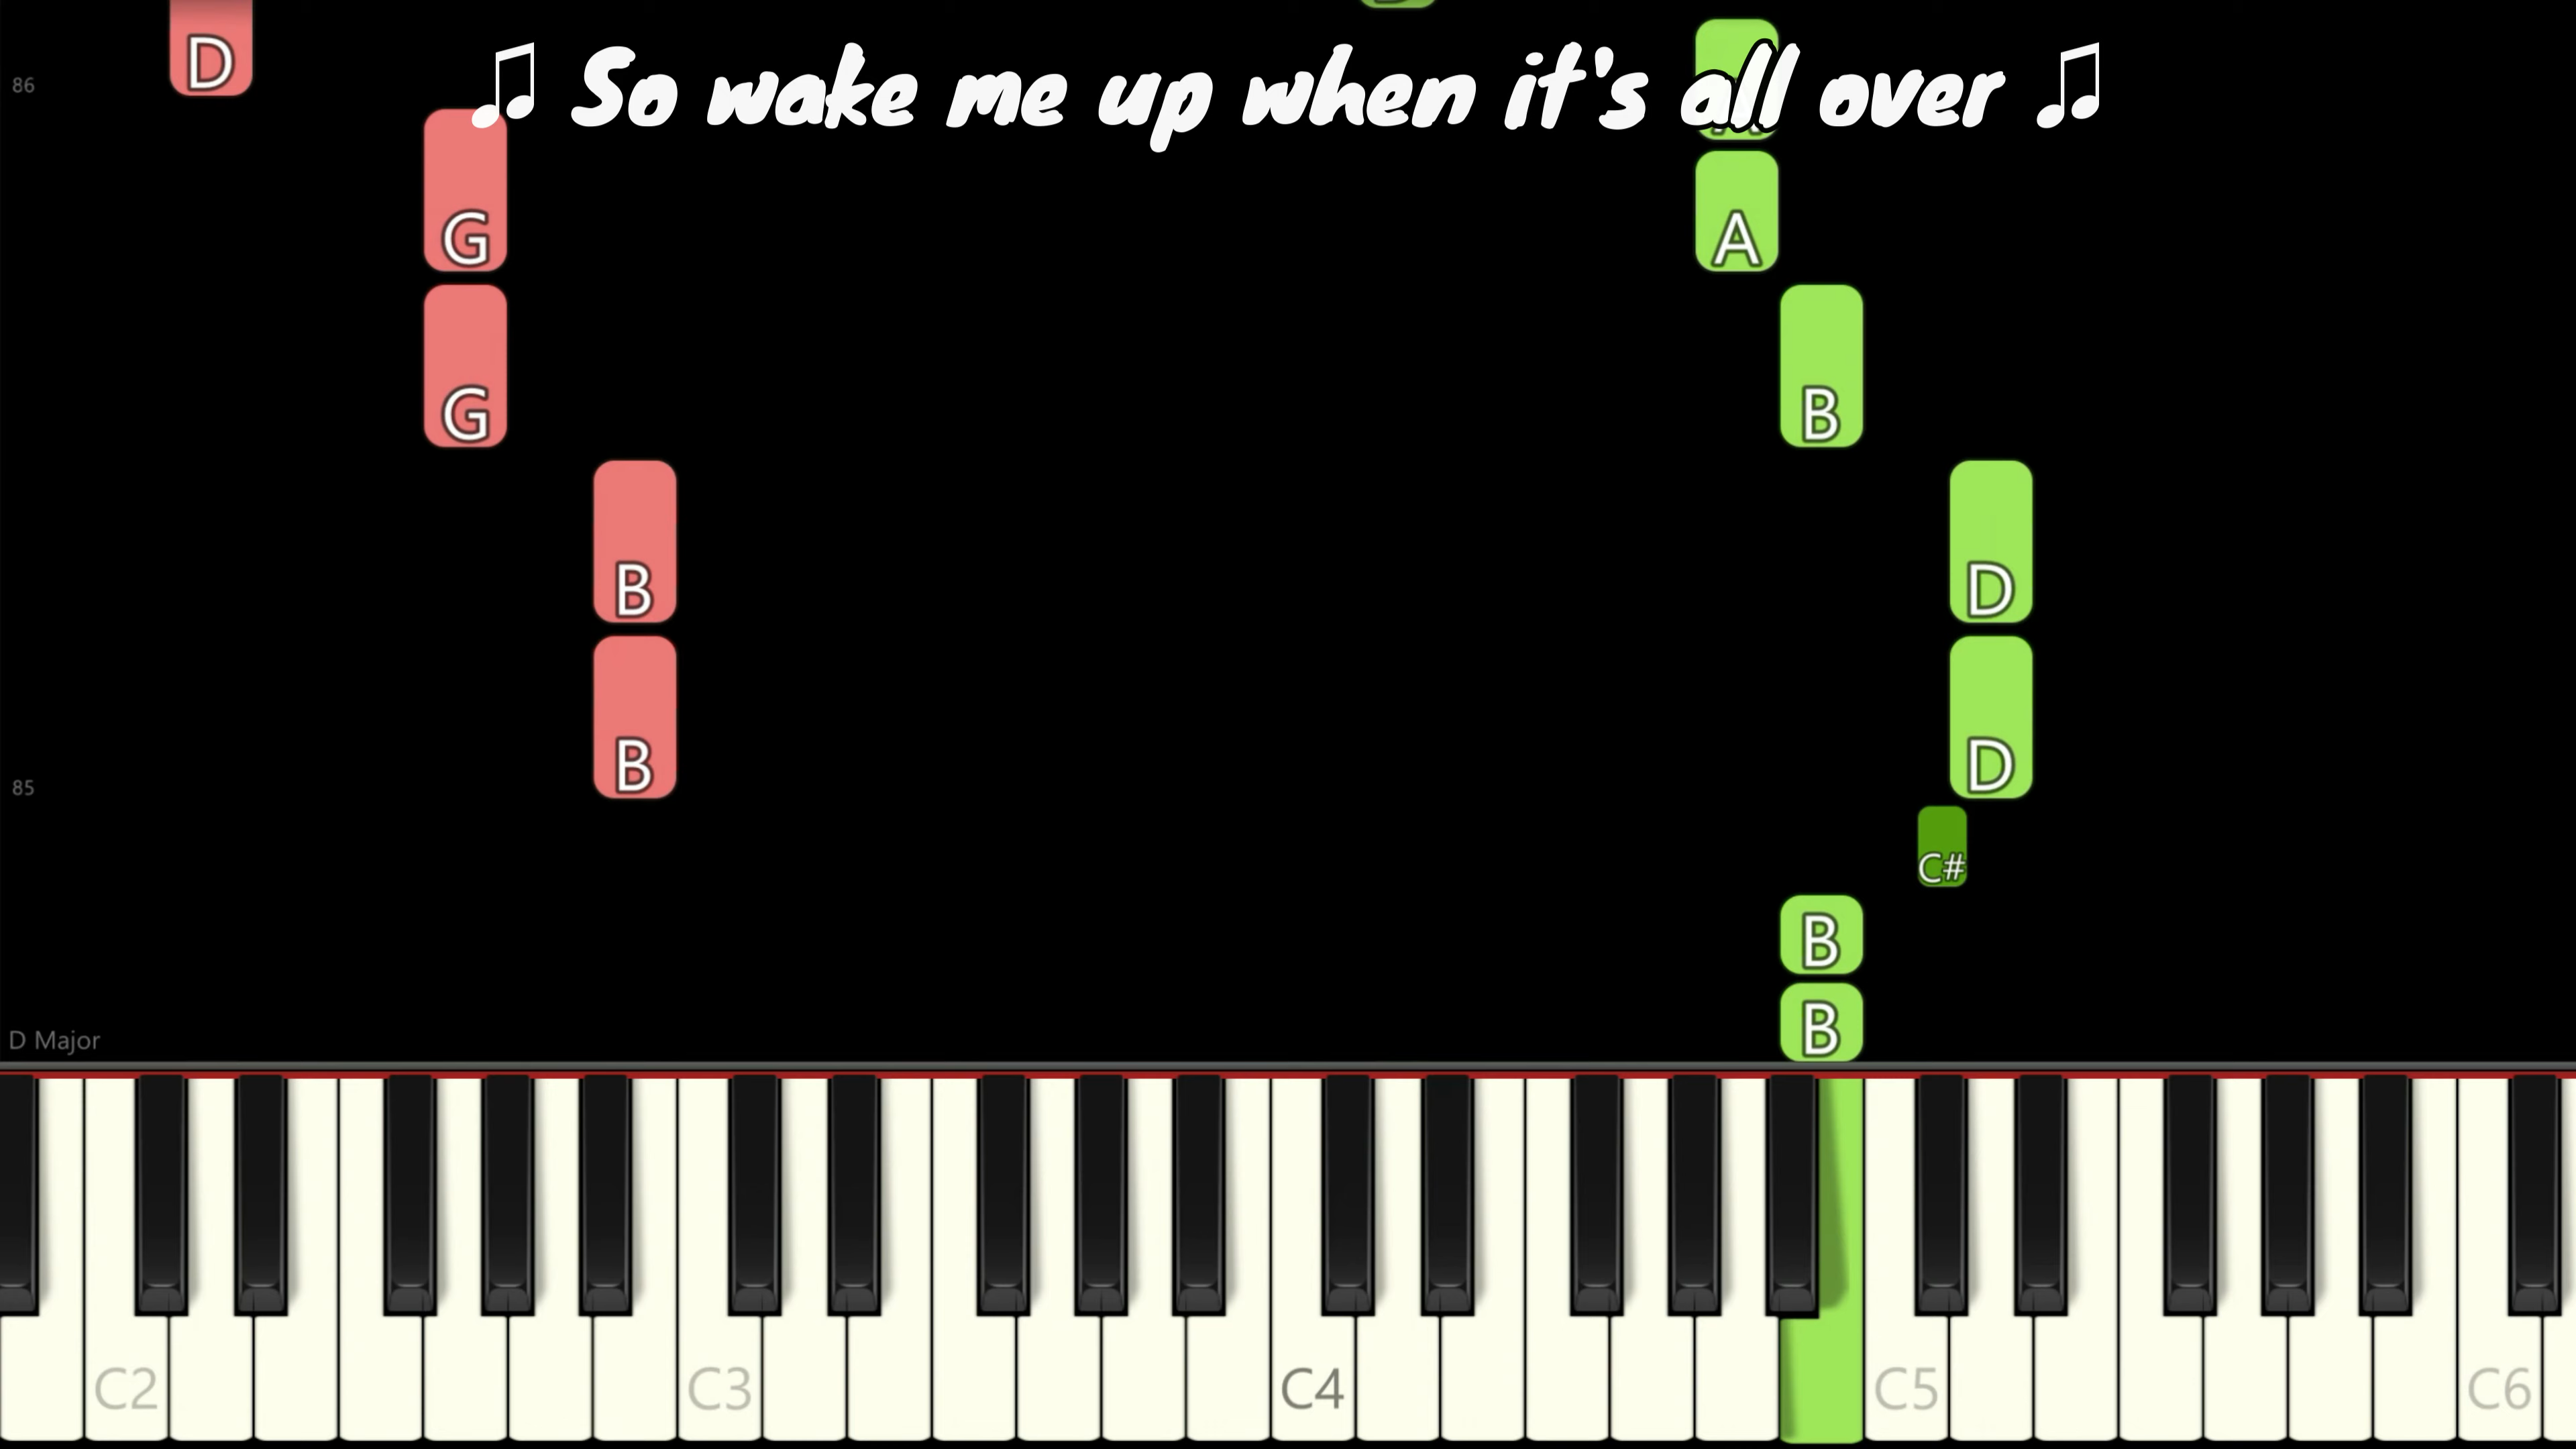 D
86
♫ So wake me up when it's all over ♫
A
G
A
G
B
B
D
B
D
85
C#
B
B
D Major
C2
C3
C4
C5
C6